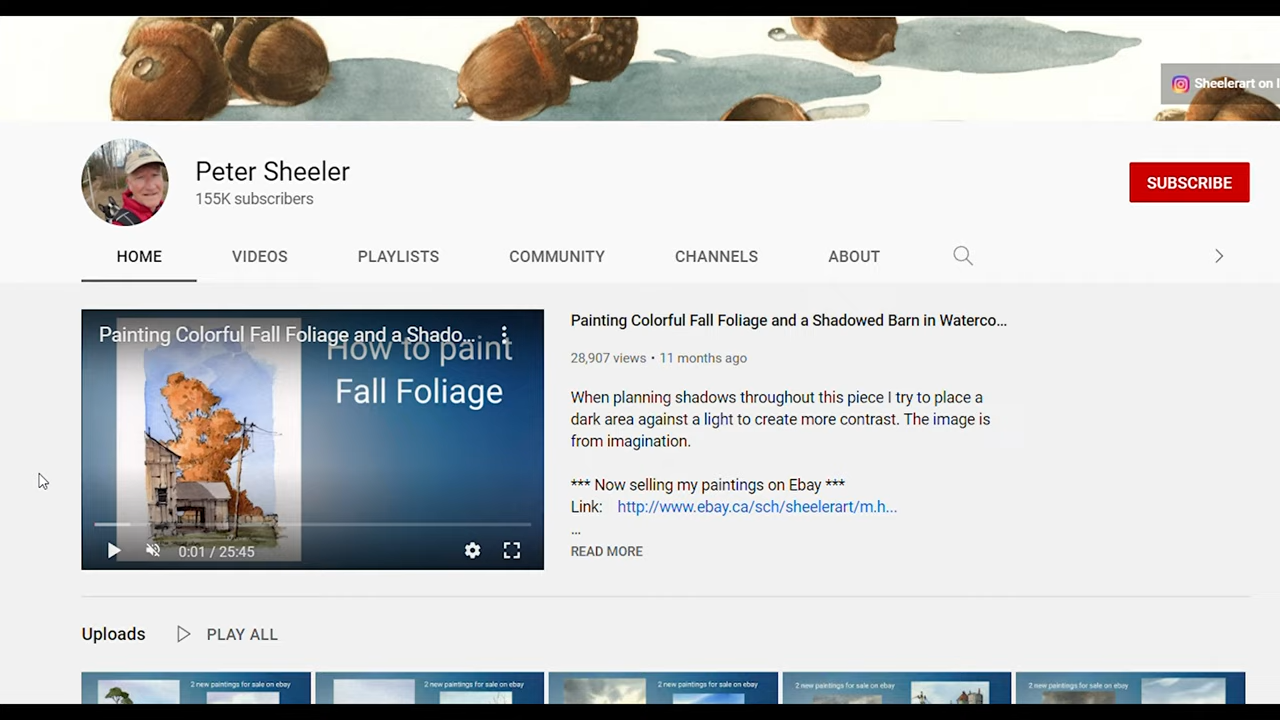 Sheelerart on
Peter Sheeler
155K subscribers
SUBSCRIBE
HOME VIDEOS PLAYLISTS COMMUNITY CHANNELS ABOUT
Painting Colorful Fall Foliage and a Shado...
How to paint
Fall Foliage
0:01 / 25:45
Painting Colorful Fall Foliage and a Shadowed Barn in Waterco...
28,907 views • 11 months ago
When planning shadows throughout this piece I try to place a
dark area against a light to create more contrast. The image is
from imagination.
*** Now selling my paintings on Ebay ***
Link: http://www.ebay.ca/sch/sheelerart/m.h...
...
READ MORE
Uploads PLAY ALL
2 new paintings for sale on ebay
2 new paintings for sale on ebay
2 new paintings for sale on ebay
2 new paintings for sale on ebay
2 new paintings for sale on ebay